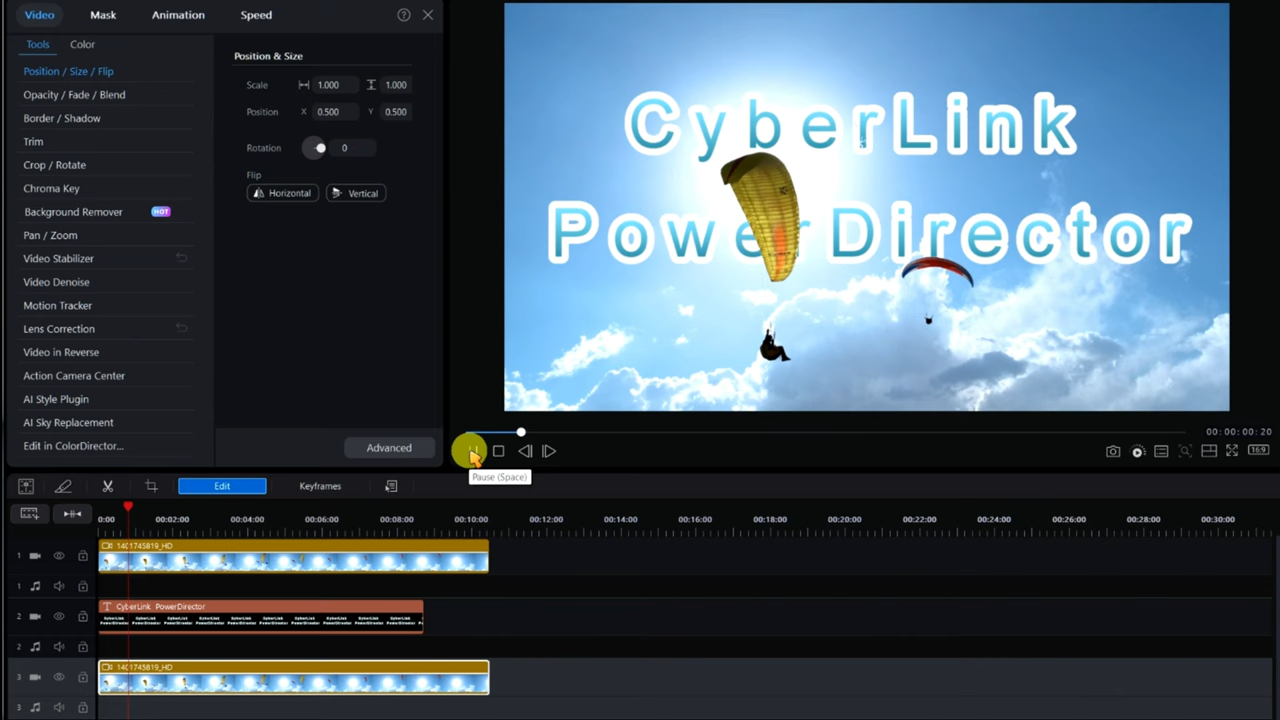 Video Mask Animation Speed
Tools Color
Position / Size / Flip
Opacity / Fade / Blend
Border / Shadow
Trim
Crop / Rotate
Chroma Key
Background Remover HOT
Pan / Zoom
Video Stabilizer
Video Denoise
Motion Tracker
Lens Correction
Video in Reverse
Action Camera Center
AI Style Plugin
AI Sky Replacement
Edit in ColorDirector...
Position & Size
Scale 1.000 1.000
Position X 0.500 Y 0.500
Rotation 0
Flip
Horizontal Vertical
Advanced
CyberLink
PowerDirector
00:00:00:20
16:9
Pause (Space)
Edit Keyframes
0:00 00:02:00 00:04:00 00:06:00 00:08:00 00:10:00 00:12:00 00:14:00 00:16:00 00:18:00 00:20:00 00:22:00 00:24:00 00:26:00 00:28:00 00:30:00
1 1401745819_HD
1
2 CyberLink PowerDirector
2
3 1401745819_HD
3